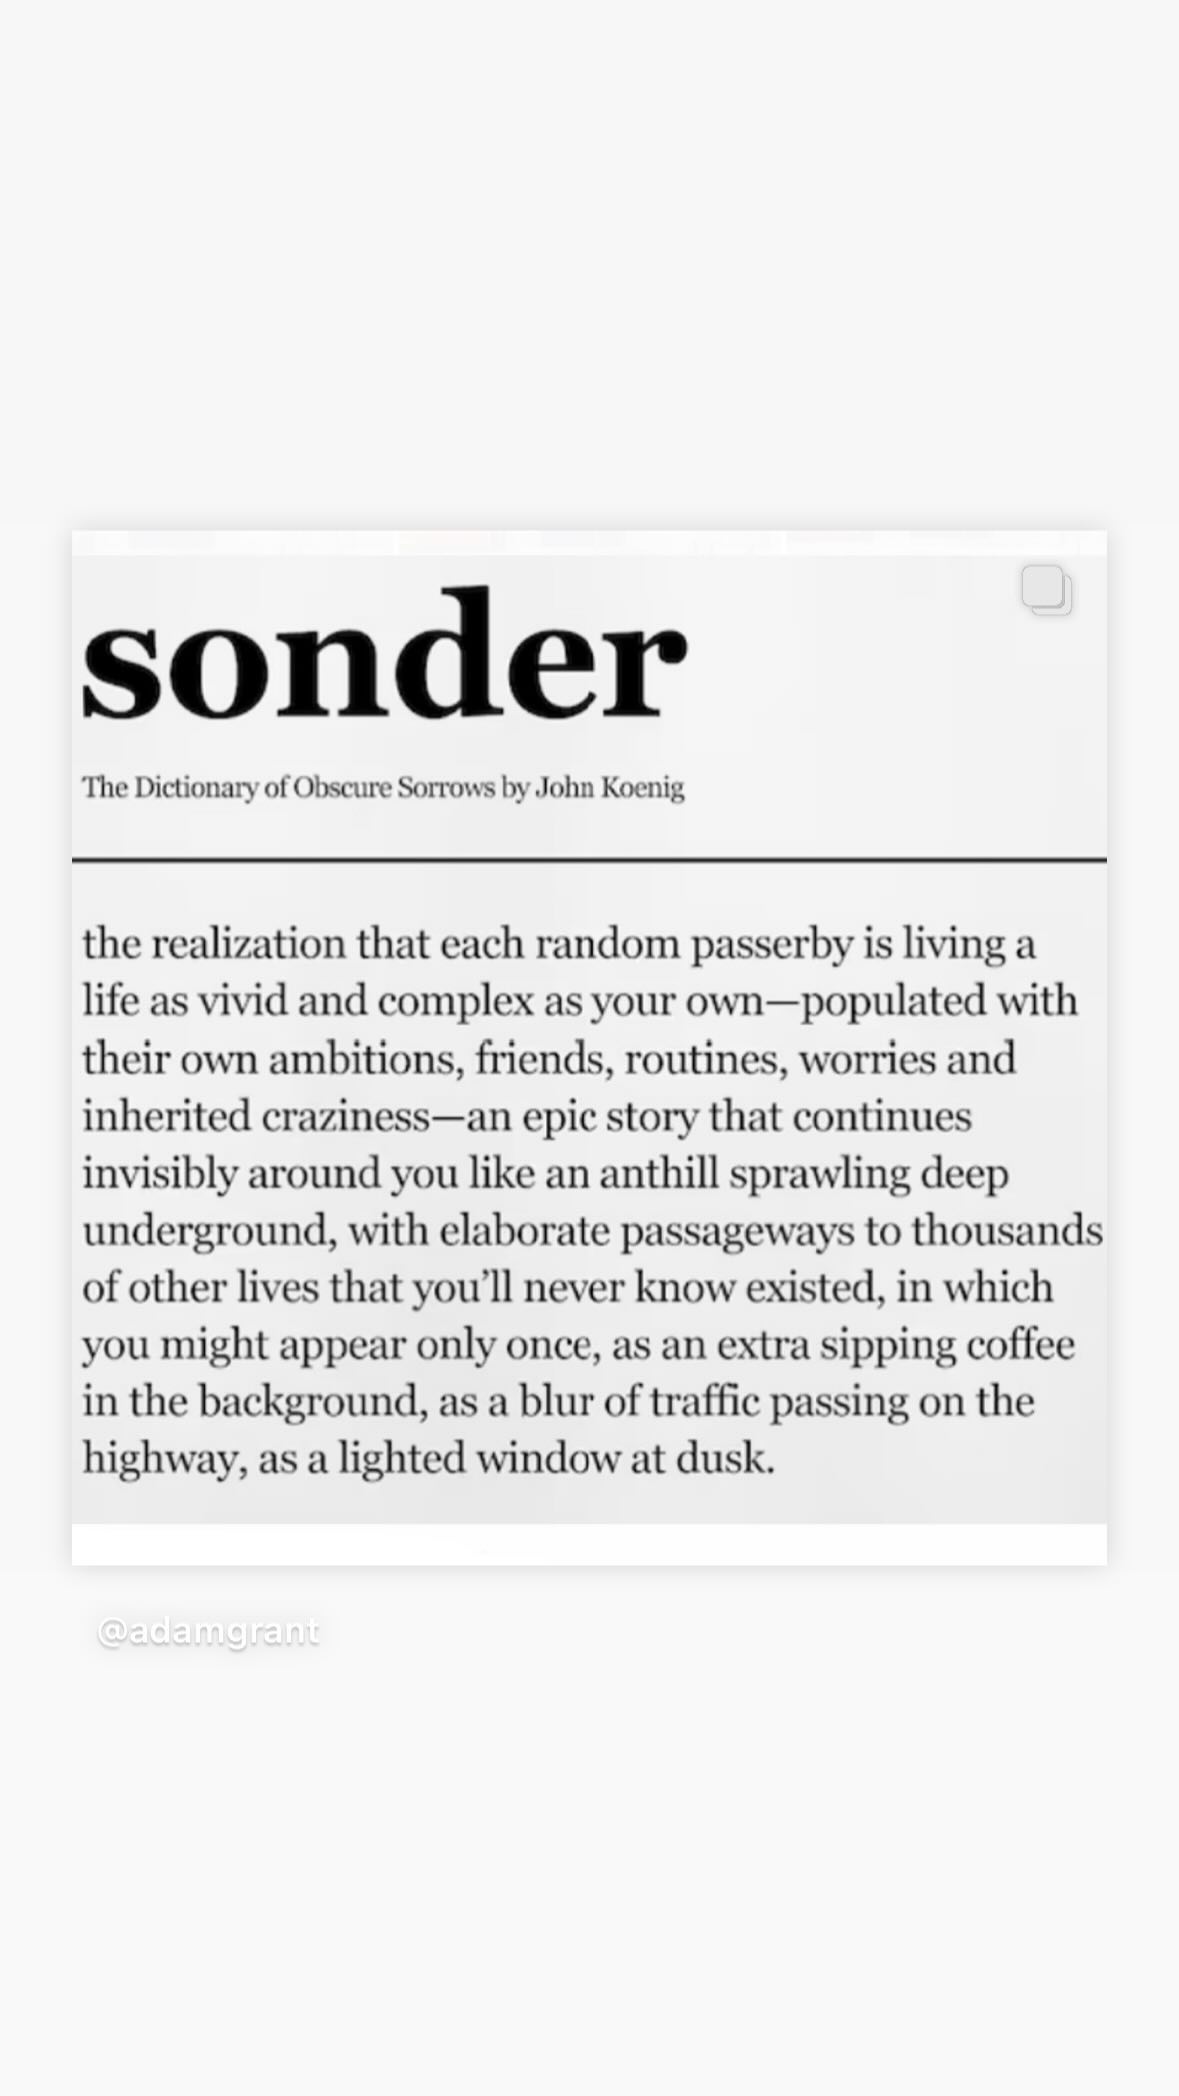 sonder
The Dictionary of Obscure Sorrows by John Koenig
the realization that each random passerby is living a
life as vivid and complex as your own—populated with
their own ambitions, friends, routines, worries and
inherited craziness—an epic story that continues
invisibly around you like an anthill sprawling deep
underground, with elaborate passageways to thousands
of other lives that you’ll never know existed, in which
you might appear only once, as an extra sipping coffee
in the background, as a blur of traffic passing on the
highway, as a lighted window at dusk.
@adamgrant